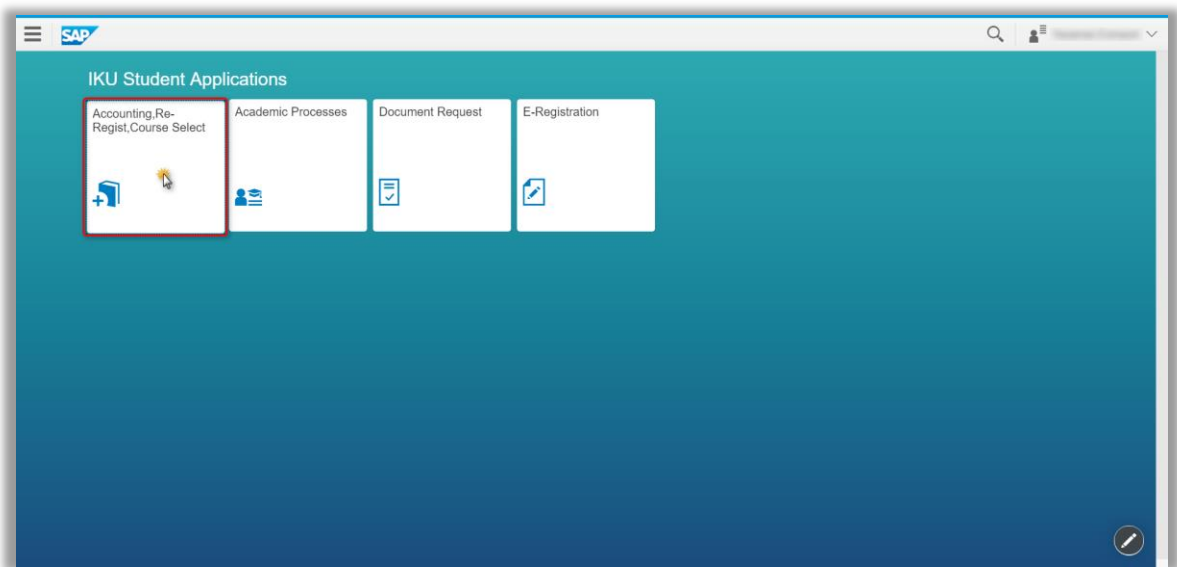 SAP
IKU Student Applications
Accounting,Re-
Regist,Course Select
Academic Processes
Document Request
E-Registration